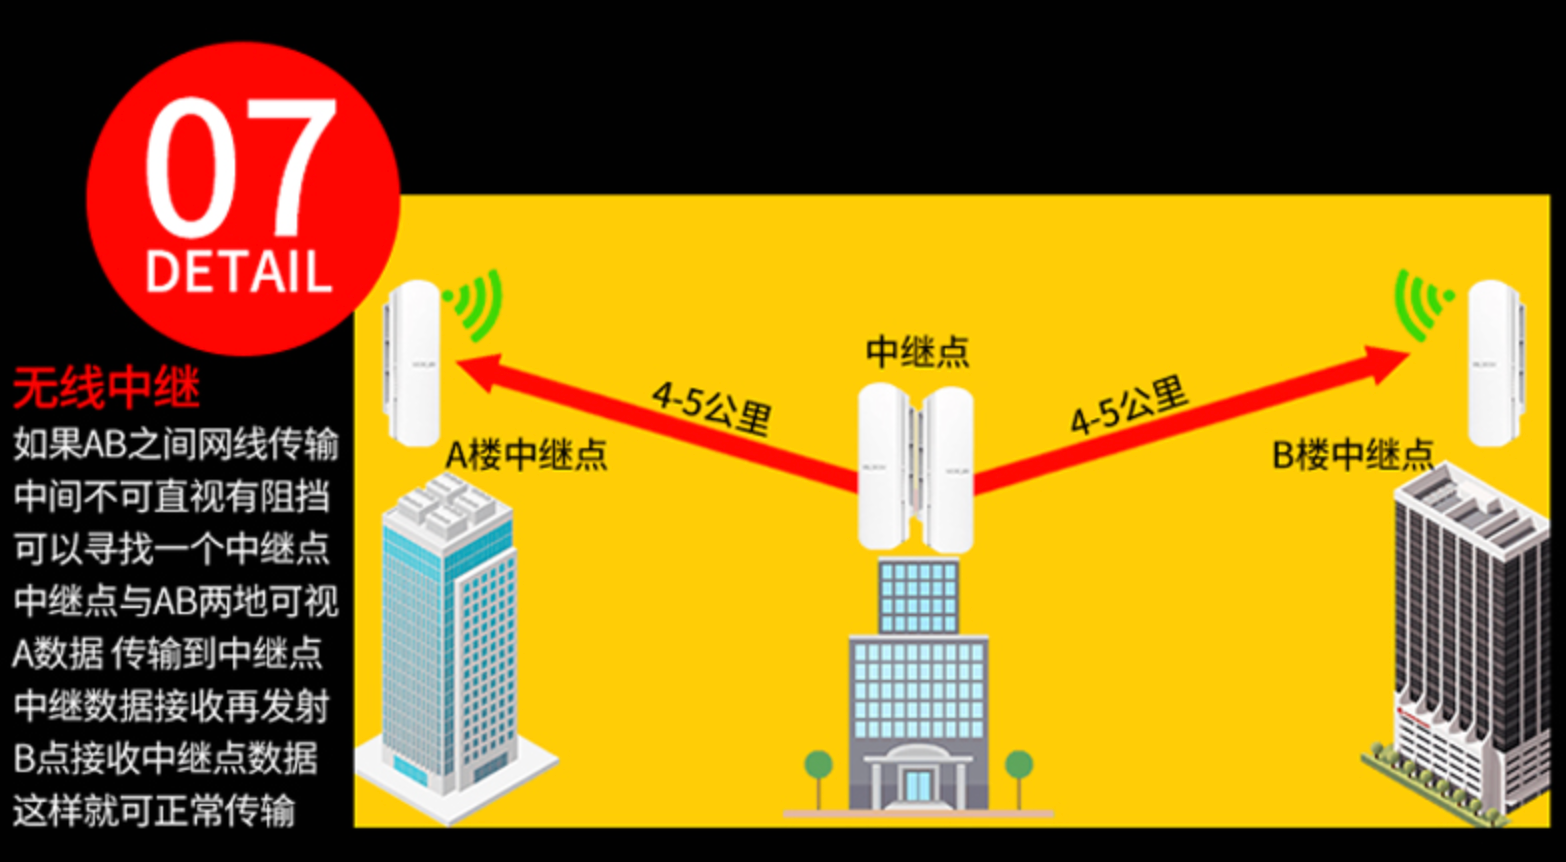 07
DETAIL
无线中继
如果AB之间网线传输
中间不可直视有阻挡
可以寻找一个中继点
中继点与AB两地可视
A数据 传输到中继点
中继数据接收再发射
B点接收中继点数据
这样就可正常传输
中继点
4-5公里
4-5公里
A楼中继点
B楼中继点